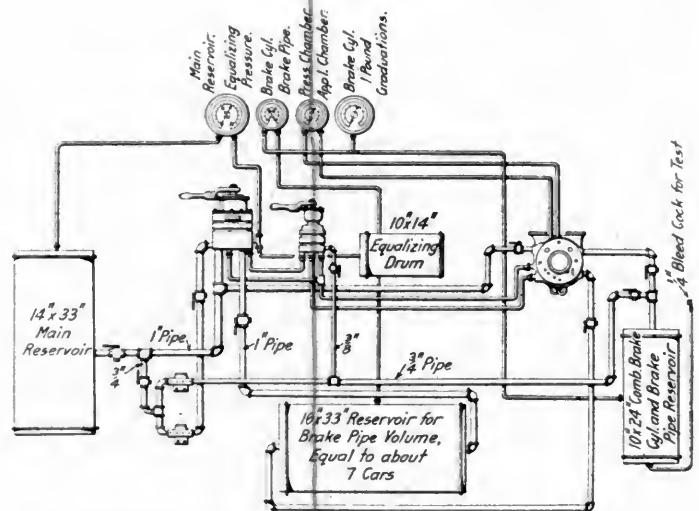 Main
Reservoir.
Equalizing
Pressure.
Brake Cyl.
Brake Pipe.
Press Chamber
Appl. Chamber.
Brake Cyl.
1 Pound
Graduations.
10"x14"
Equalizing
Drum
14"x33"
Main
Reservoir
1" Pipe
3/4"
1" Pipe
3/8"
3/4" Pipe
16"x33" Reservoir for
Brake Pipe Volume,
Equal to about
7 Cars
10"x24" Comb. Brake
Cyl. and Brake
Pipe Reservoir
1/4" Bleed Cock for Test